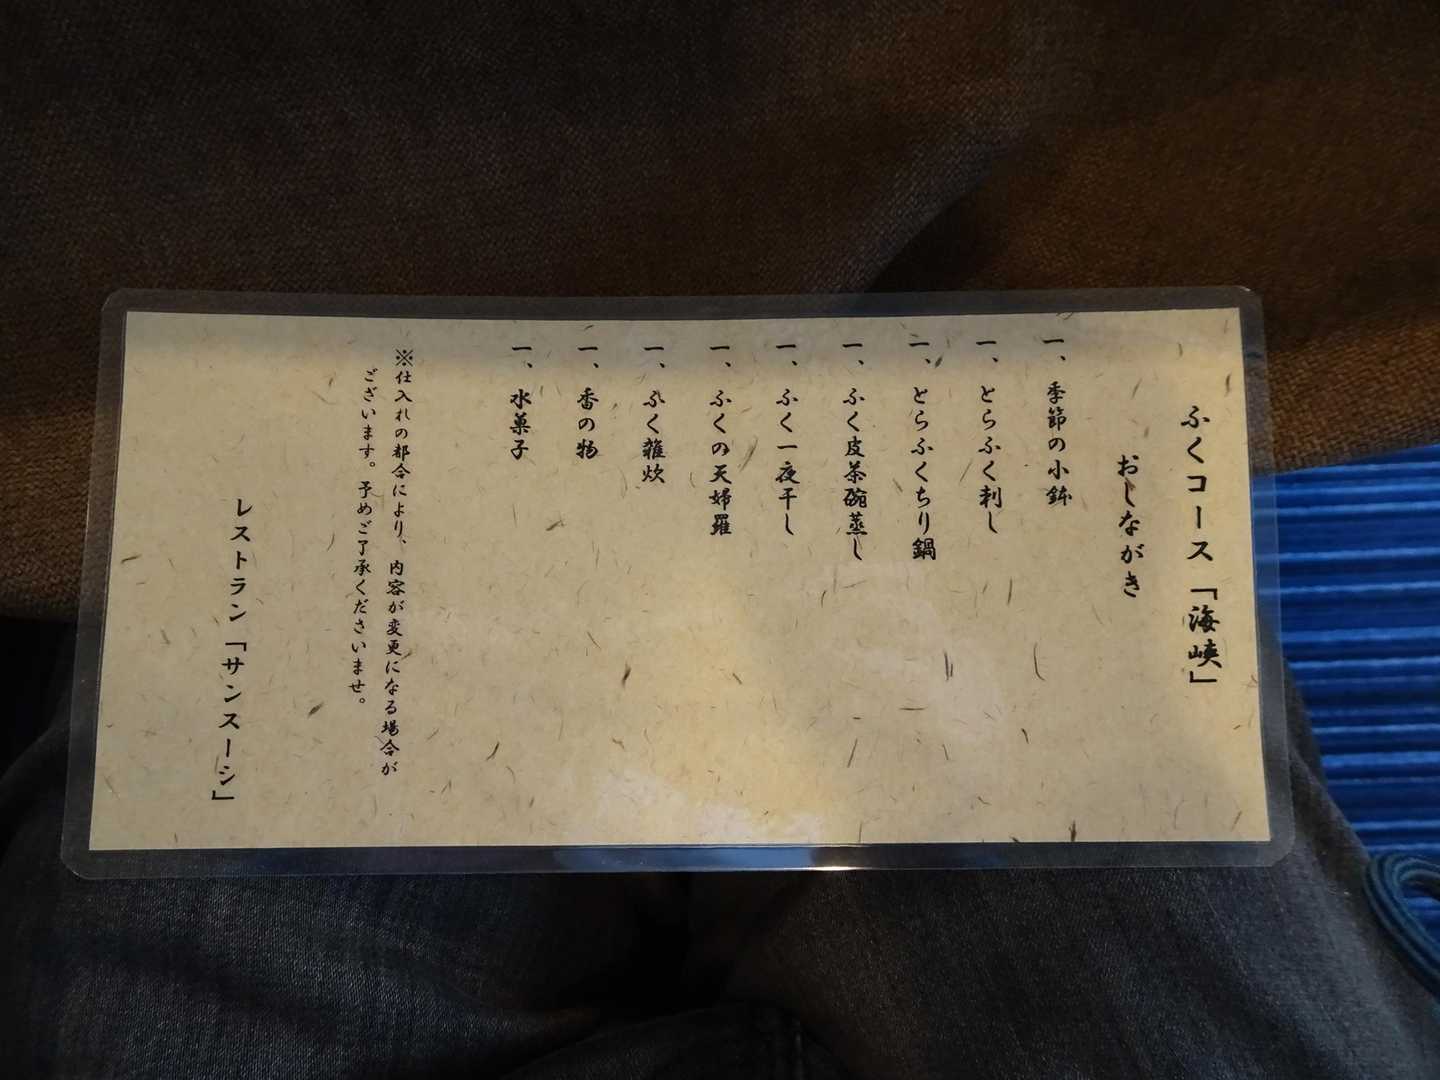 ふくコース「海峡」
おしながき
一、季節の小鉢
一、とらふく刺し
一、とらふくちり鍋
一、ふく皮茶碗蒸し
一、ふく一夜干し
一、ふくの天婦羅
一、ふく雑炊
一、香の物
一、水菓子
※仕入れの都合により、内容が変更になる場合が
ございます。予めご了承くださいませ。
レストラン「サンスーシ」